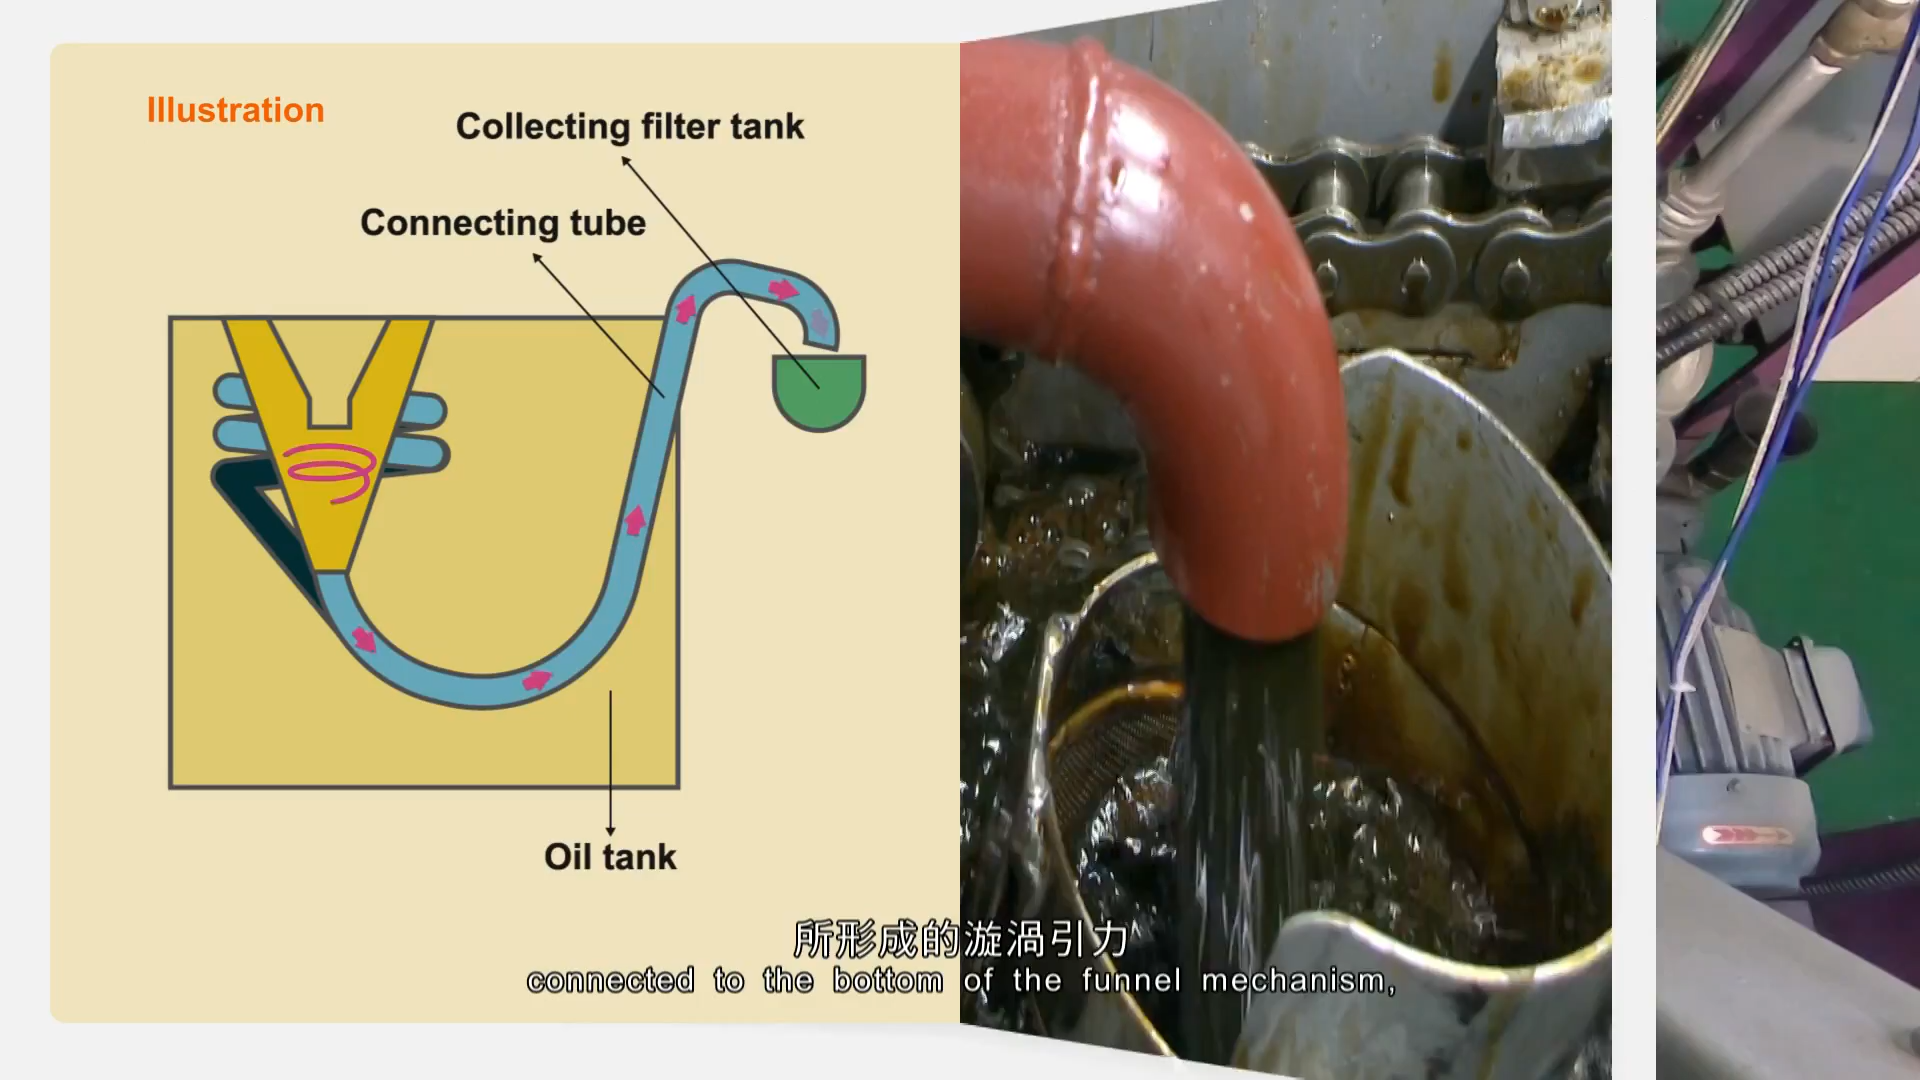 Illustration
Collecting filter tank
Connecting tube
Oil tank
所形成的漩渦引力
connected to the bottom of the funnel mechanism,